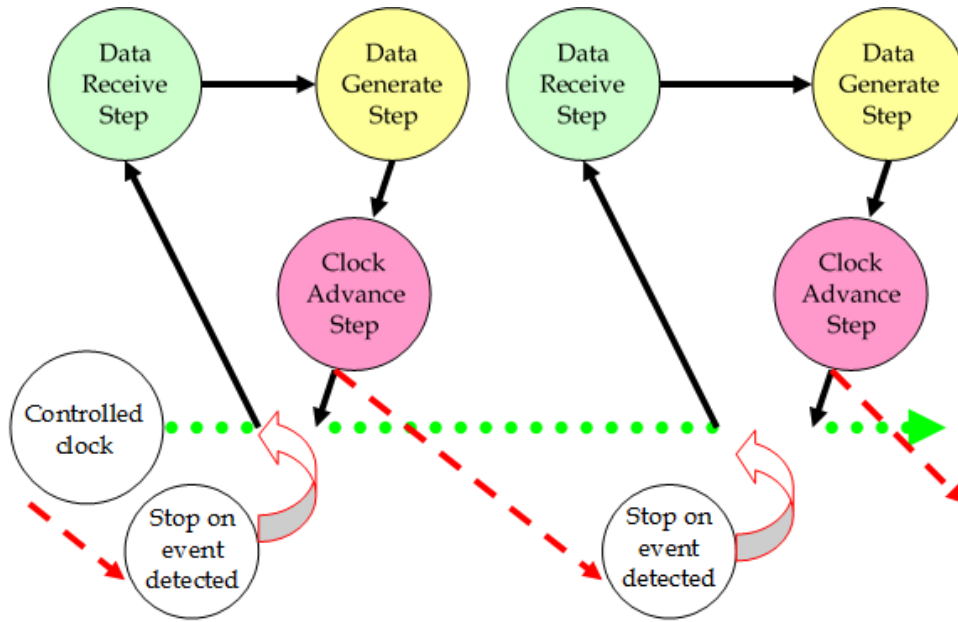 Data
Receive
Step
Data
Generate
Step
Data
Receive
Step
Data
Generate
Step
Clock
Advance
Step
Clock
Advance
Step
Controlled
clock
Stop on
event
detected
Stop on
event
detected